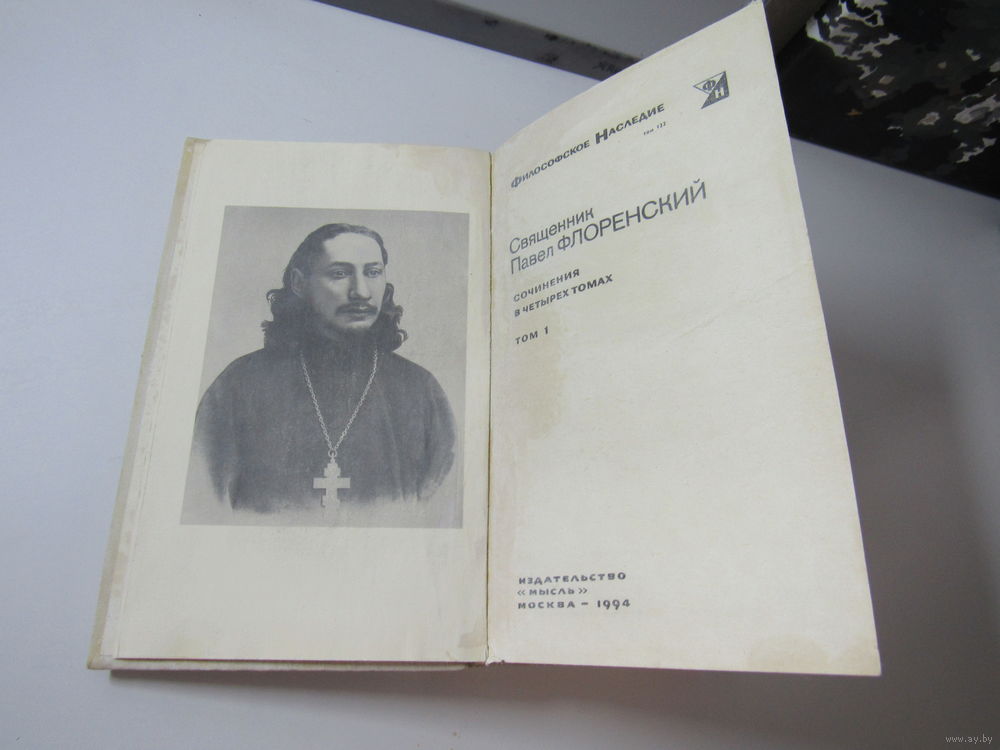 ФН
Философское Наследие
том 122
Священник
Павел ФЛОРЕНСКИЙ
СОЧИНЕНИЯ
В ЧЕТЫРЕХ ТОМАХ
ТОМ 1
ИЗДАТЕЛЬСТВО
«МЫСЛЬ»
МОСКВА – 1994
www.ay.by